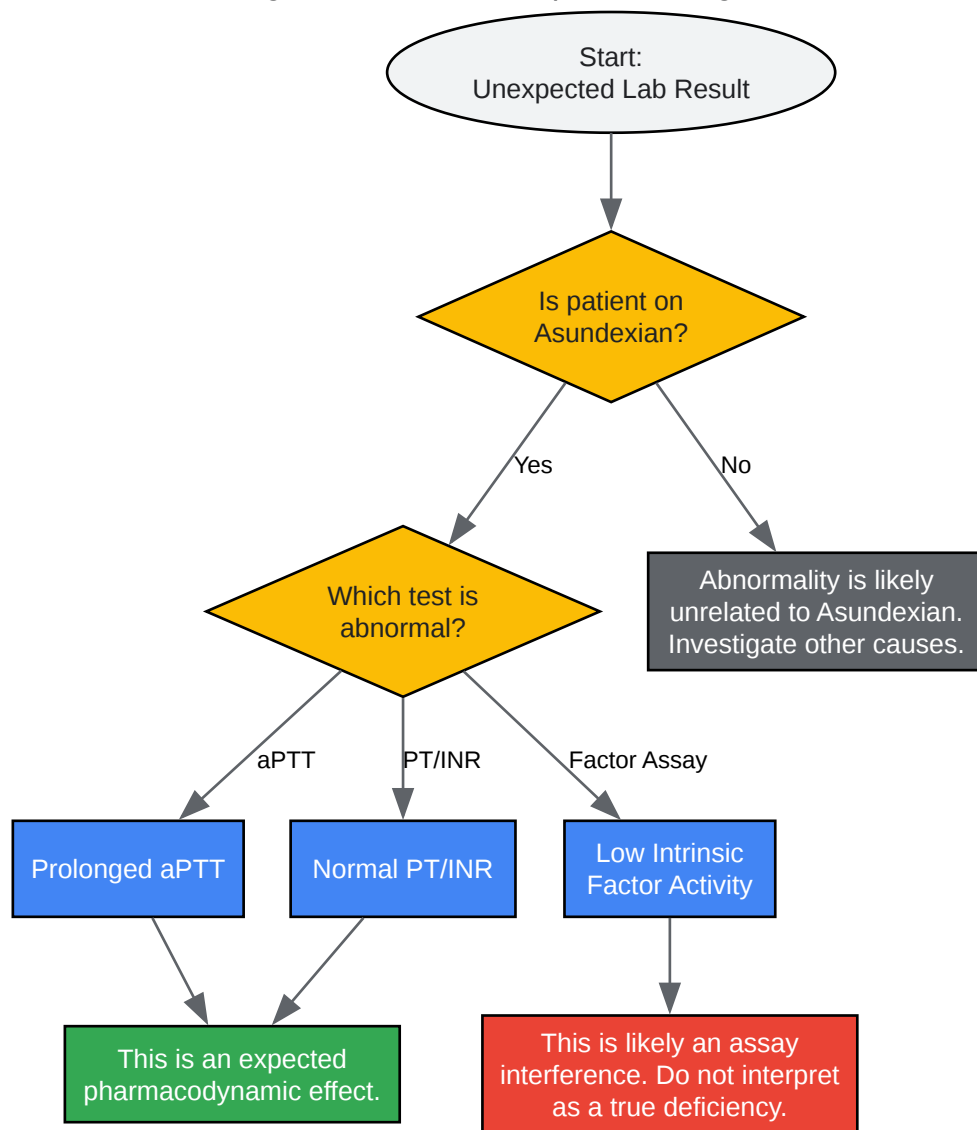 Start:
Unexpected Lab Result
Is patient on
Asundexian?
Yes
No
Which test is
abnormal?
Abnormality is likely
unrelated to Asundexian.
Investigate other causes.
aPTT
PT/INR
Factor Assay
Prolonged aPTT
Normal PT/INR
Low Intrinsic
Factor Activity
This is an expected
pharmacodynamic effect.
This is likely an assay
interference. Do not interpret
as a true deficiency.